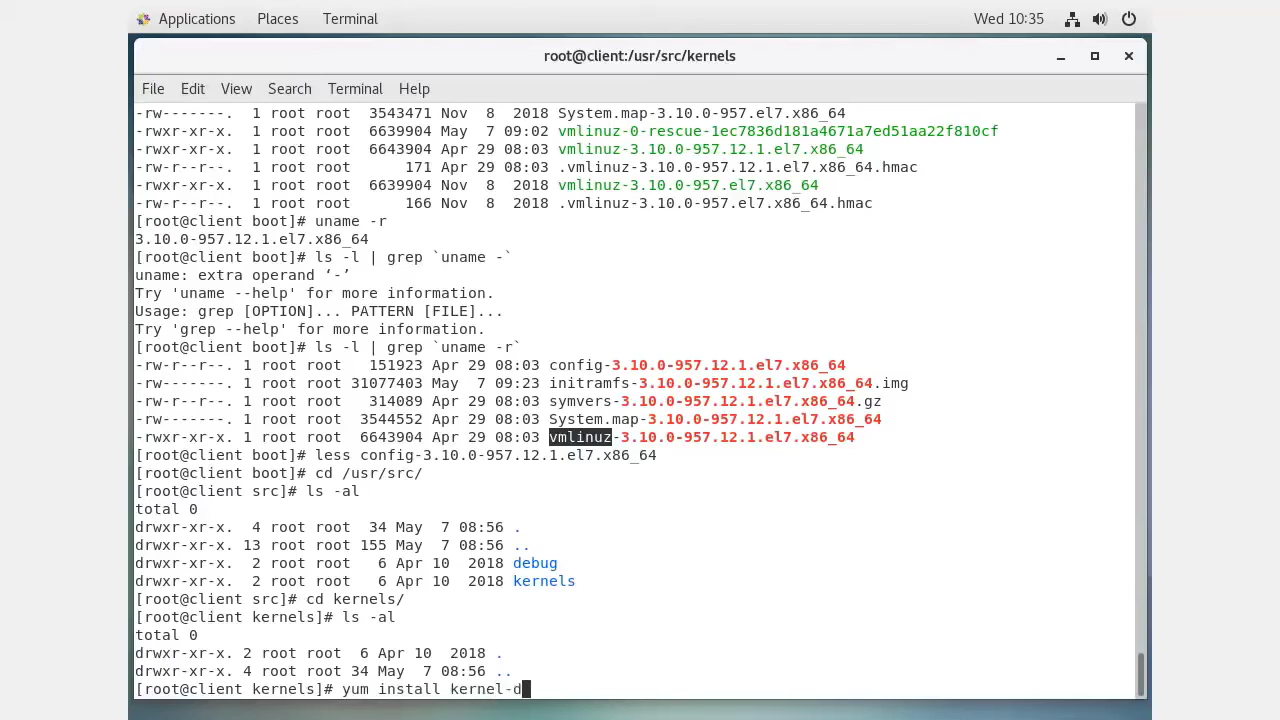 Applications Places Terminal Wed 10:35
root@client:/usr/src/kernels
File Edit View Search Terminal Help
-rw-------.  1 root root  3543471 Nov  8  2018 System.map-3.10.0-957.el7.x86_64
-rwxr-xr-x.  1 root root  6639904 May  7 09:02 vmlinuz-0-rescue-1ec7836d181a4671a7ed51aa22f810cf
-rwxr-xr-x.  1 root root  6643904 Apr 29 08:03 vmlinuz-3.10.0-957.12.1.el7.x86_64
-rw-r--r--.  1 root root      171 Apr 29 08:03 .vmlinuz-3.10.0-957.12.1.el7.x86_64.hmac
-rwxr-xr-x.  1 root root  6639904 Nov  8  2018 vmlinuz-3.10.0-957.el7.x86_64
-rw-r--r--.  1 root root      166 Nov  8  2018 .vmlinuz-3.10.0-957.el7.x86_64.hmac
[root@client boot]# uname -r
3.10.0-957.12.1.el7.x86_64
[root@client boot]# ls -l | grep `uname -`
uname: extra operand ‘-’
Try 'uname --help' for more information.
Usage: grep [OPTION]... PATTERN [FILE]...
Try 'grep --help' for more information.
[root@client boot]# ls -l | grep `uname -r`
-rw-r--r--. 1 root root   151923 Apr 29 08:03 config-3.10.0-957.12.1.el7.x86_64
-rw-------. 1 root root 31077403 May  7 09:23 initramfs-3.10.0-957.12.1.el7.x86_64.img
-rw-r--r--. 1 root root   314089 Apr 29 08:03 symvers-3.10.0-957.12.1.el7.x86_64.gz
-rw-------. 1 root root  3544552 Apr 29 08:03 System.map-3.10.0-957.12.1.el7.x86_64
-rwxr-xr-x. 1 root root  6643904 Apr 29 08:03 vmlinuz-3.10.0-957.12.1.el7.x86_64
[root@client boot]# less config-3.10.0-957.12.1.el7.x86_64
[root@client boot]# cd /usr/src/
[root@client src]# ls -al
total 0
drwxr-xr-x.  4 root root  34 May  7 08:56 .
drwxr-xr-x. 13 root root 155 May  7 08:56 ..
drwxr-xr-x.  2 root root   6 Apr 10  2018 debug
drwxr-xr-x.  2 root root   6 Apr 10  2018 kernels
[root@client src]# cd kernels/
[root@client kernels]# ls -al
total 0
drwxr-xr-x. 2 root root  6 Apr 10  2018 .
drwxr-xr-x. 4 root root 34 May  7 08:56 ..
[root@client kernels]# yum install kernel-d